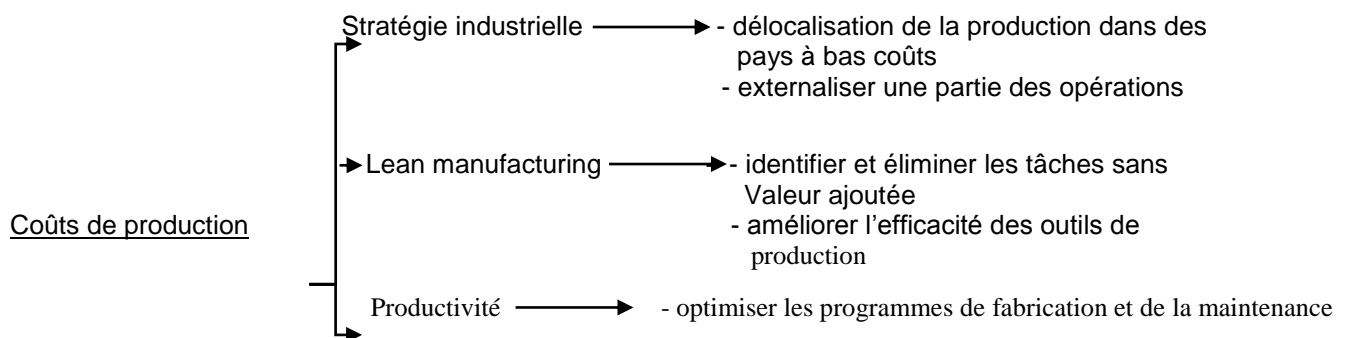 Stratégie industrielle - délocalisation de la production dans des
pays à bas coûts
- externaliser une partie des opérations
Lean manufacturing - identifier et éliminer les tâches sans
Valeur ajoutée
Coûts de production - améliorer l’efficacité des outils de
production
Productivité - optimiser les programmes de fabrication et de la maintenance